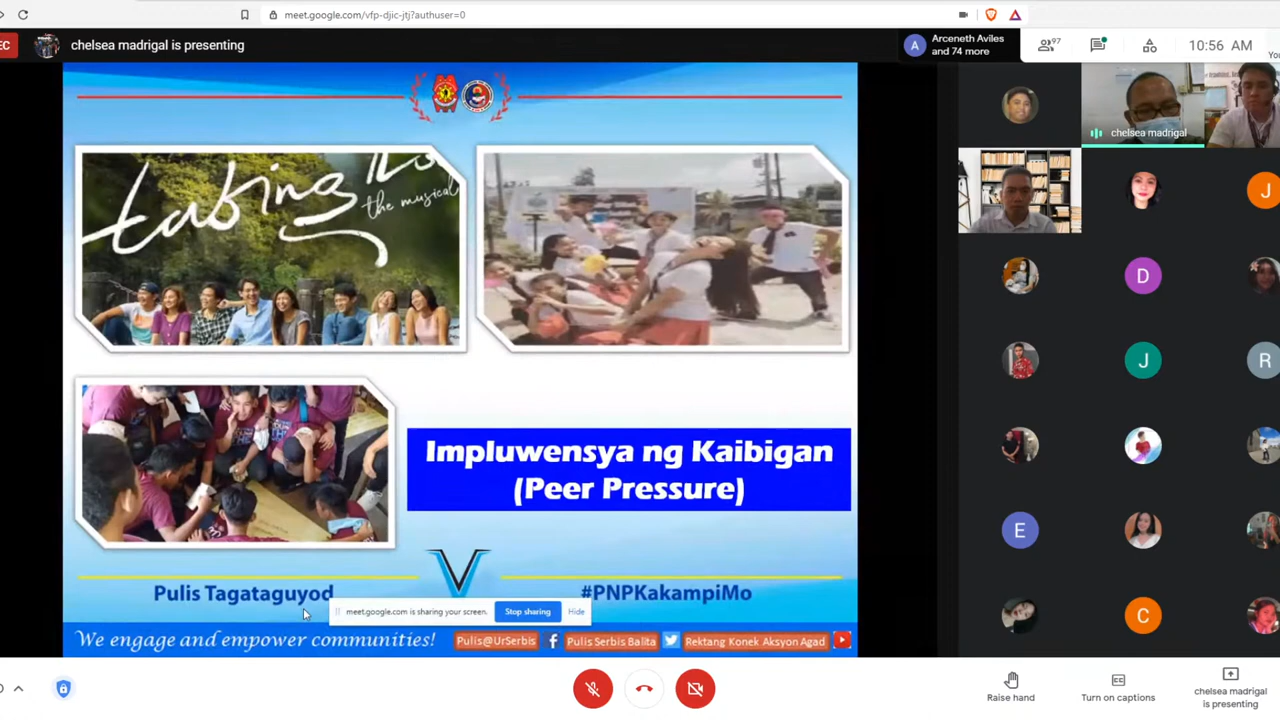 meet.google.com/vfp-djic-jtj?authuser=0
EC
chelsea madrigal is presenting
A
Arceneth Aviles
and 74 more
97
10:56 AM
You
tabing
the musical
chelsea madrigal
J
D
J
R
E
C
Impluwensya ng Kaibigan
(Peer Pressure)
V
Pulis Tagataguyod
#PNPKakampiMo
meet.google.com is sharing your screen.
Stop sharing
Hide
We engage and empower communities!
Pulis@UrSerbis
Pulis Serbis Balita
Rektang Konek Aksyon Agad
Raise hand
Turn on captions
chelsea madrigal
is presenting